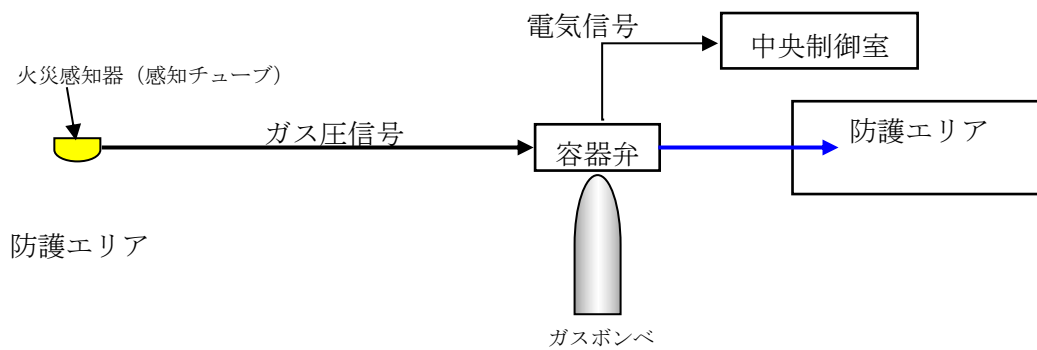 電気信号
中央制御室
火災感知器（感知チューブ）
ガス圧信号
容器弁
防護エリア
防護エリア
ガスボンベ